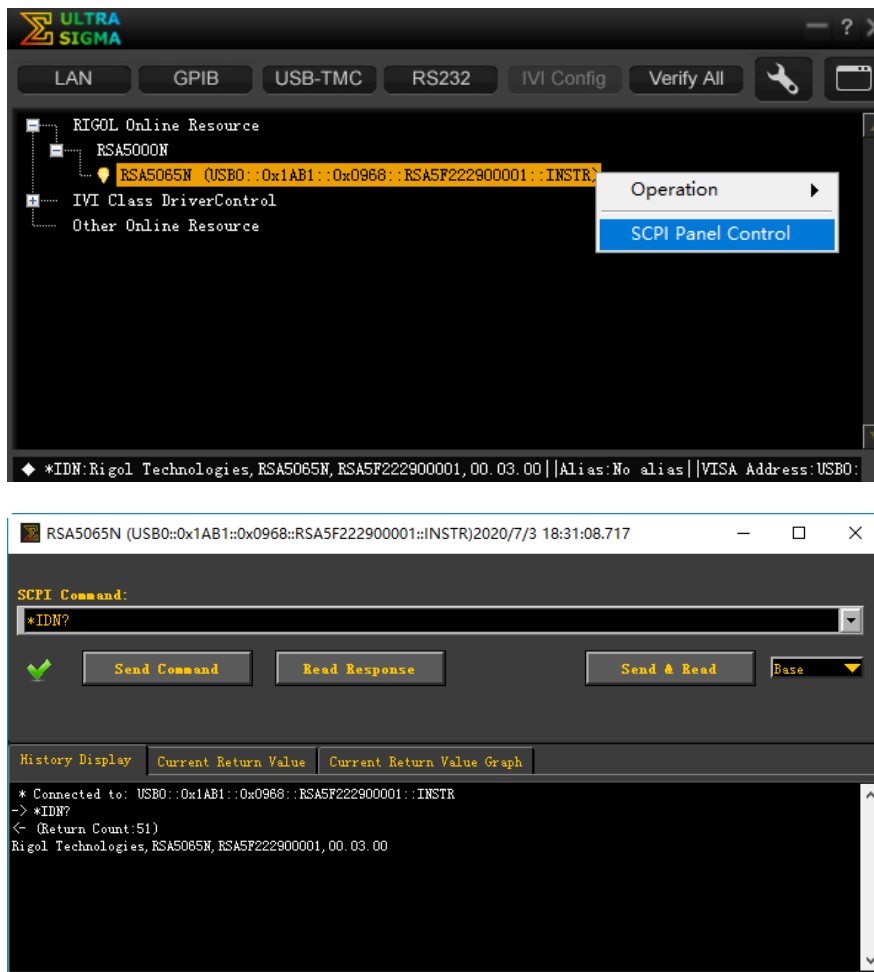 ULTRA
SIGMA
— ? X
LAN GPIB USB-TMC RS232 IVI Config Verify All
RIGOL Online Resource
RSA5000N
RSA5065N (USB0::0x1AB1::0x0968::RSA5F222900001::INSTR)
Operation
IVI Class DriverControl
SCPI Panel Control
Other Online Resource
*IDN:Rigol Technologies,RSA5065N,RSA5F222900001,00.03.00||Alias:No alias||VISA Address:USB0:
RSA5065N (USB0::0x1AB1::0x0968::RSA5F222900001::INSTR)2020/7/3 18:31:08.717
SCPI Command:
*IDN?
Send Command Read Response Send & Read Base
History Display Current Return Value Current Return Value Graph
* Connected to: USB0::0x1AB1::0x0968::RSA5F222900001::INSTR
-> *IDN?
<- (Return Count:51)
Rigol Technologies,RSA5065N,RSA5F222900001,00.03.00